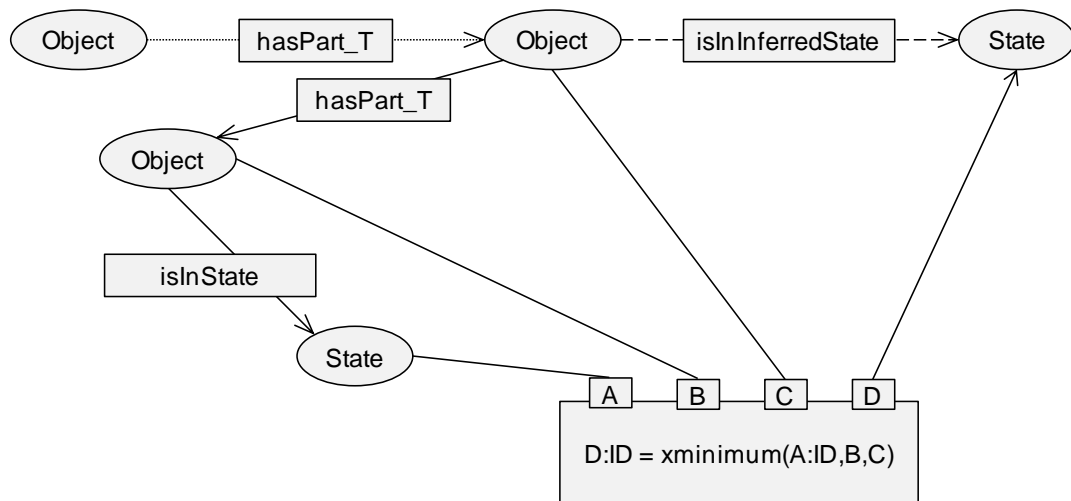 Object
hasPart_T
Object
isInInferredState
State
hasPart_T
Object
isInState
State
A
B
C
D
D:ID = xminimum(A:ID,B,C)